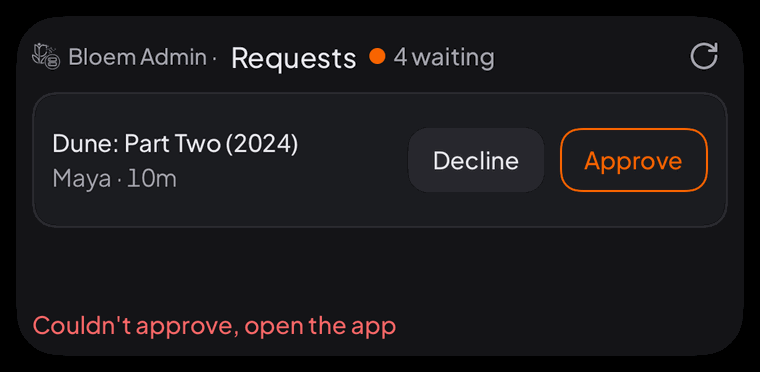 Bloem Admin · Requests 4 waiting
Dune: Part Two (2024)
Maya · 10m
Decline
Approve
Couldn't approve, open the app